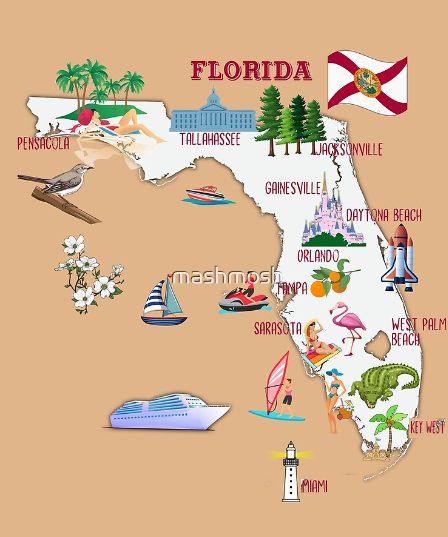 FLORIDA
PENSACOLA
TALLAHASSEE
JACKSONVILLE
GAINESVILLE
DAYTONA BEACH
ORLANDO
mashmosh
TAMPA
SARASOTA
WEST PALM
BEACH
KEY WEST
MIAMI